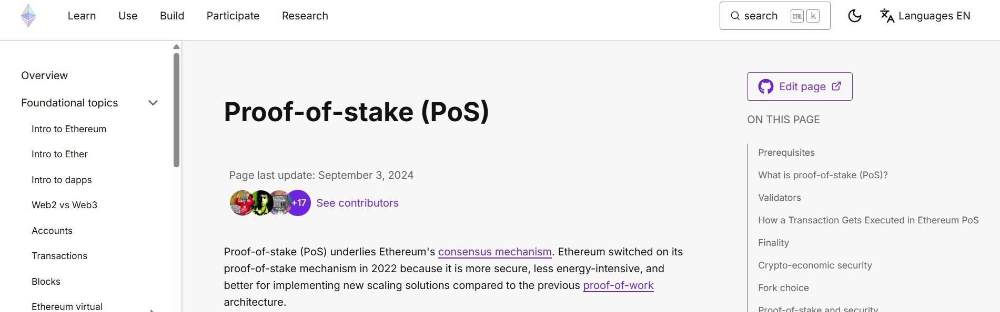 Learn
Use
Build
Participate
Research
search
CTRL
k
Languages EN
Overview
Foundational topics
Intro to Ethereum
Intro to Ether
Intro to dapps
Web2 vs Web3
Accounts
Transactions
Blocks
Ethereum virtual
Proof-of-stake (PoS)
Page last update: September 3, 2024
+17
See contributors
Proof-of-stake (PoS) underlies Ethereum's consensus mechanism. Ethereum switched on its
proof-of-stake mechanism in 2022 because it is more secure, less energy-intensive, and
better for implementing new scaling solutions compared to the previous proof-of-work
architecture.
Edit page
ON THIS PAGE
Prerequisites
What is proof-of-stake (PoS)?
Validators
How a Transaction Gets Executed in Ethereum PoS
Finality
Crypto-economic security
Fork choice
Proof-of-stake and security